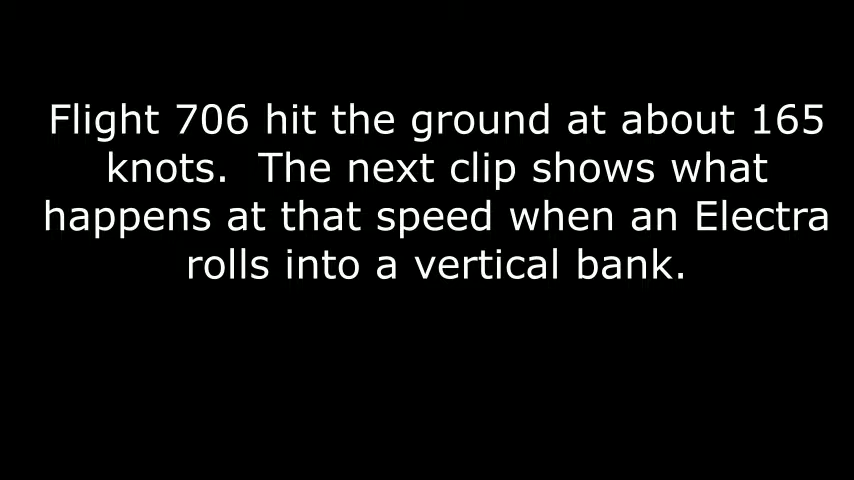 Flight 706 hit the ground at about 165
knots.  The next clip shows what
happens at that speed when an Electra
rolls into a vertical bank.